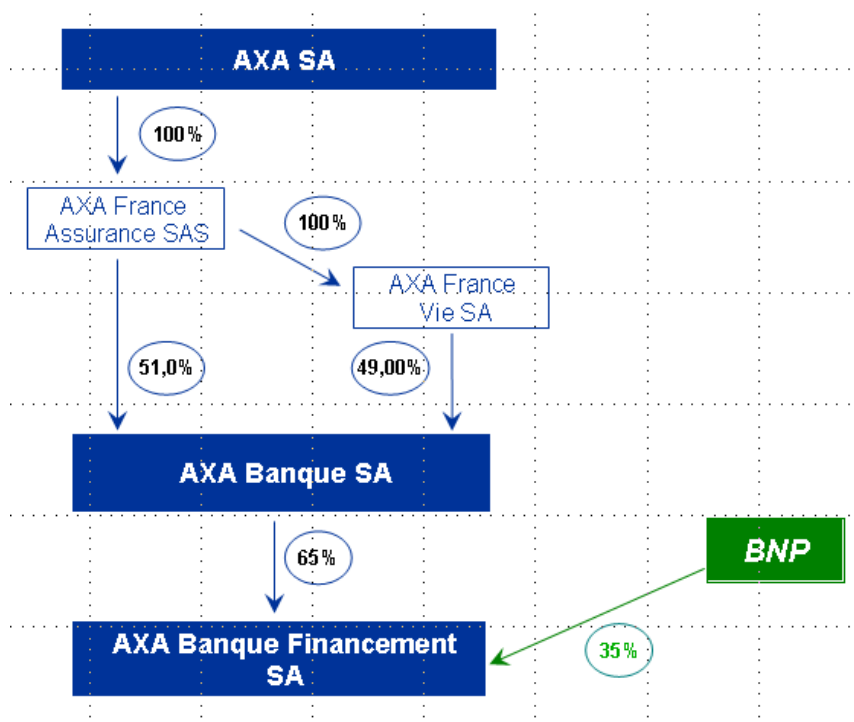 AXA SA
100%
AXA France
Assurance SAS
100%
AXA France
Vie SA
51,0%
49,00%
AXA Banque SA
65%
BNP
AXA Banque Financement
SA
35%